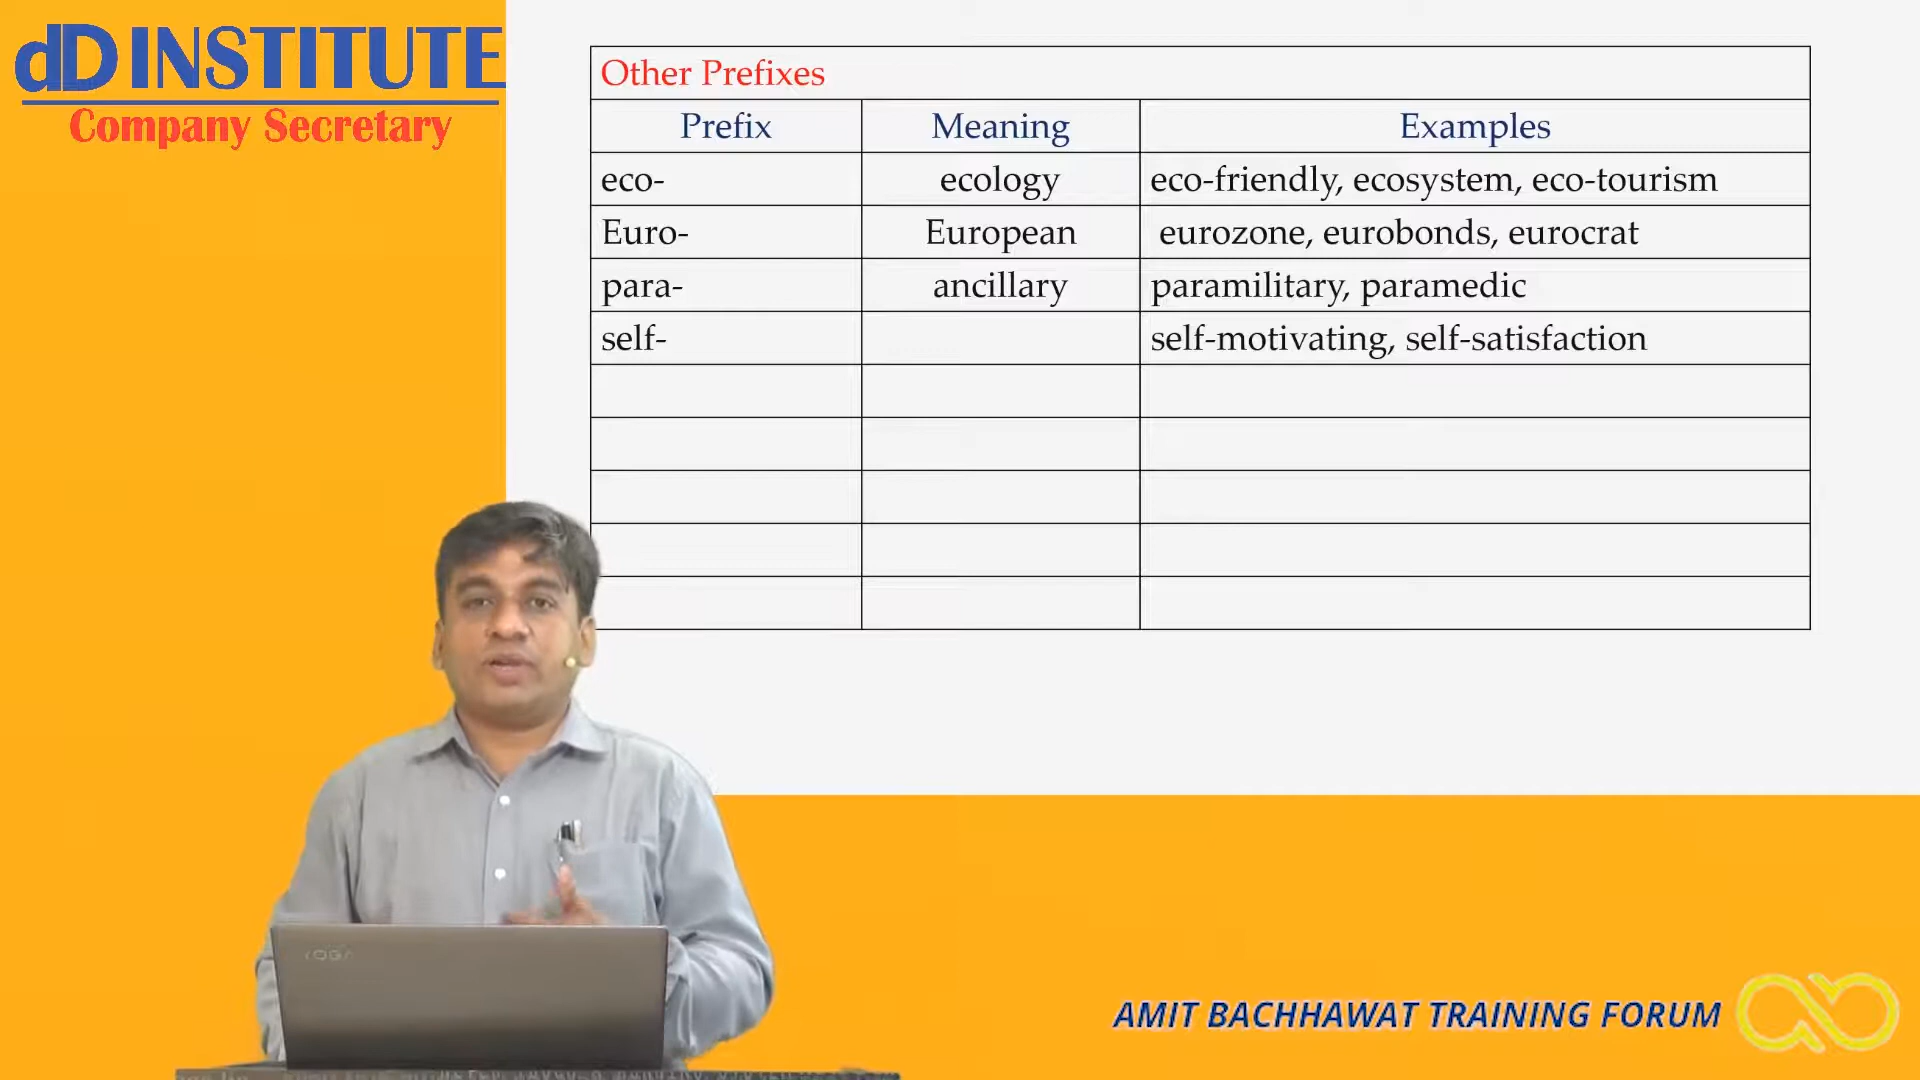 dD INSTITUTE
Company Secretary
Other Prefixes
Prefix Meaning Examples
eco- ecology eco-friendly, ecosystem, eco-tourism
Euro- European eurozone, eurobonds, eurocrat
para- ancillary paramilitary, paramedic
self- self-motivating, self-satisfaction
YOGA
AMIT BACHHAWAT TRAINING FORUM